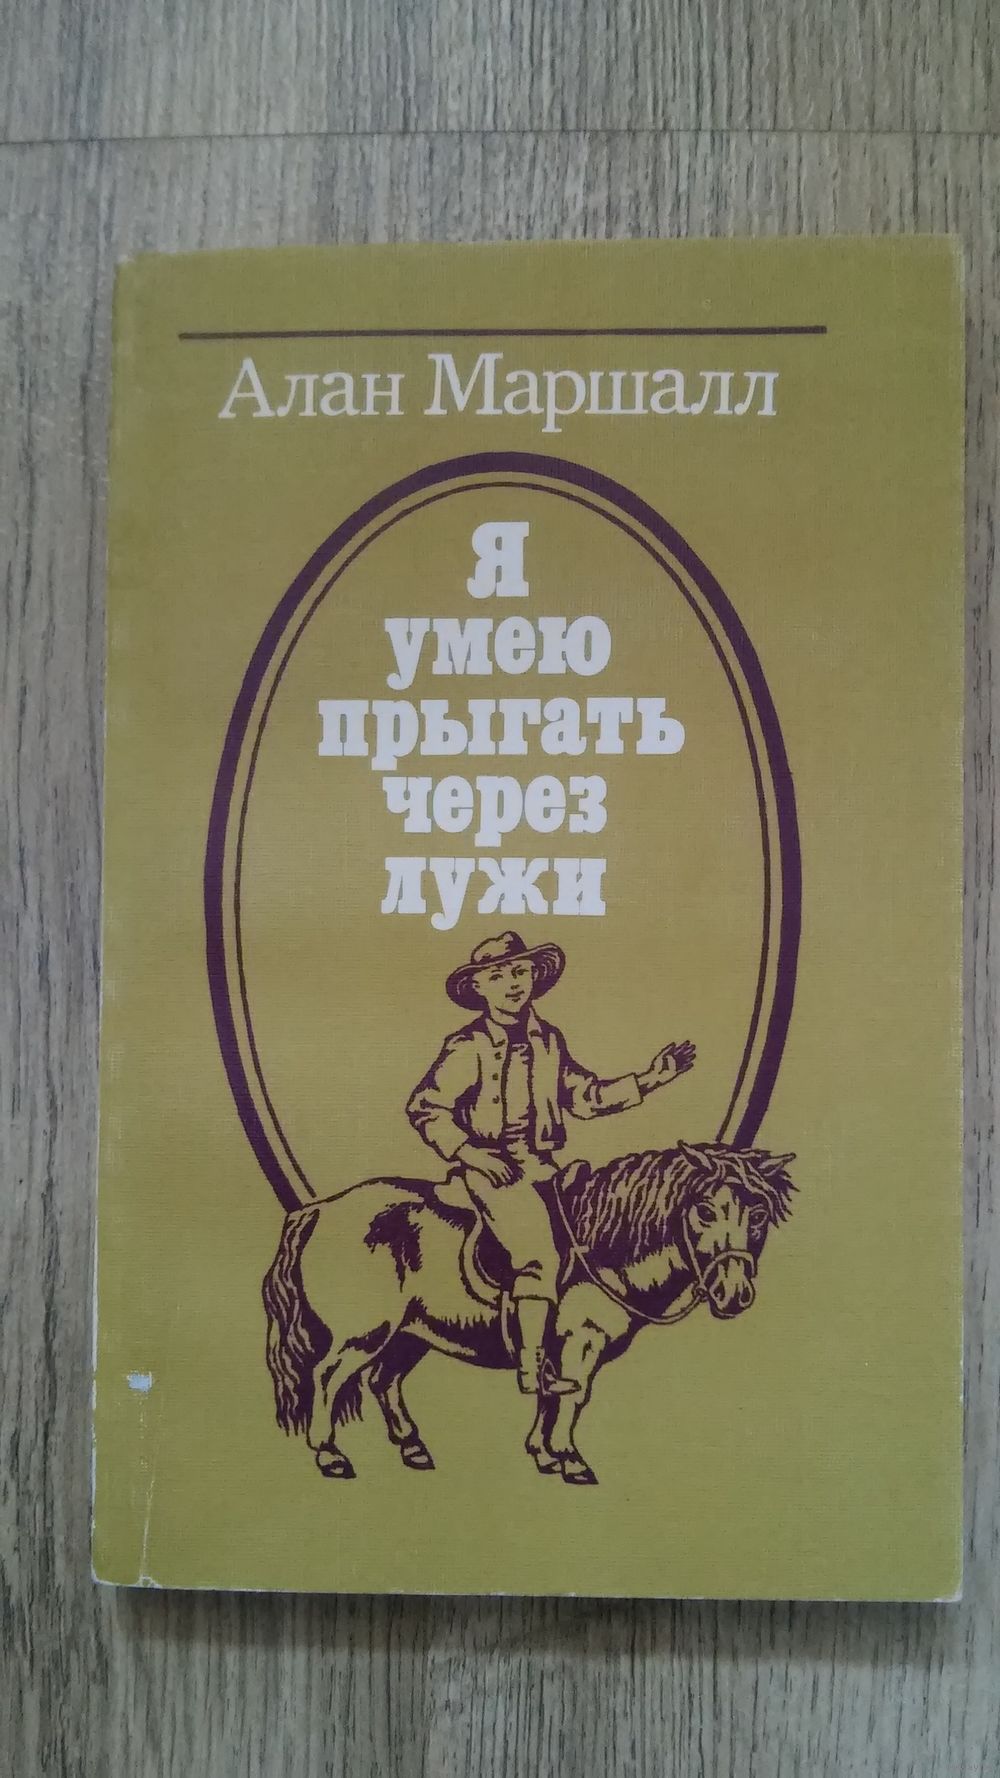 Алан Маршалл
Я
умею
прыгать
через
лужи